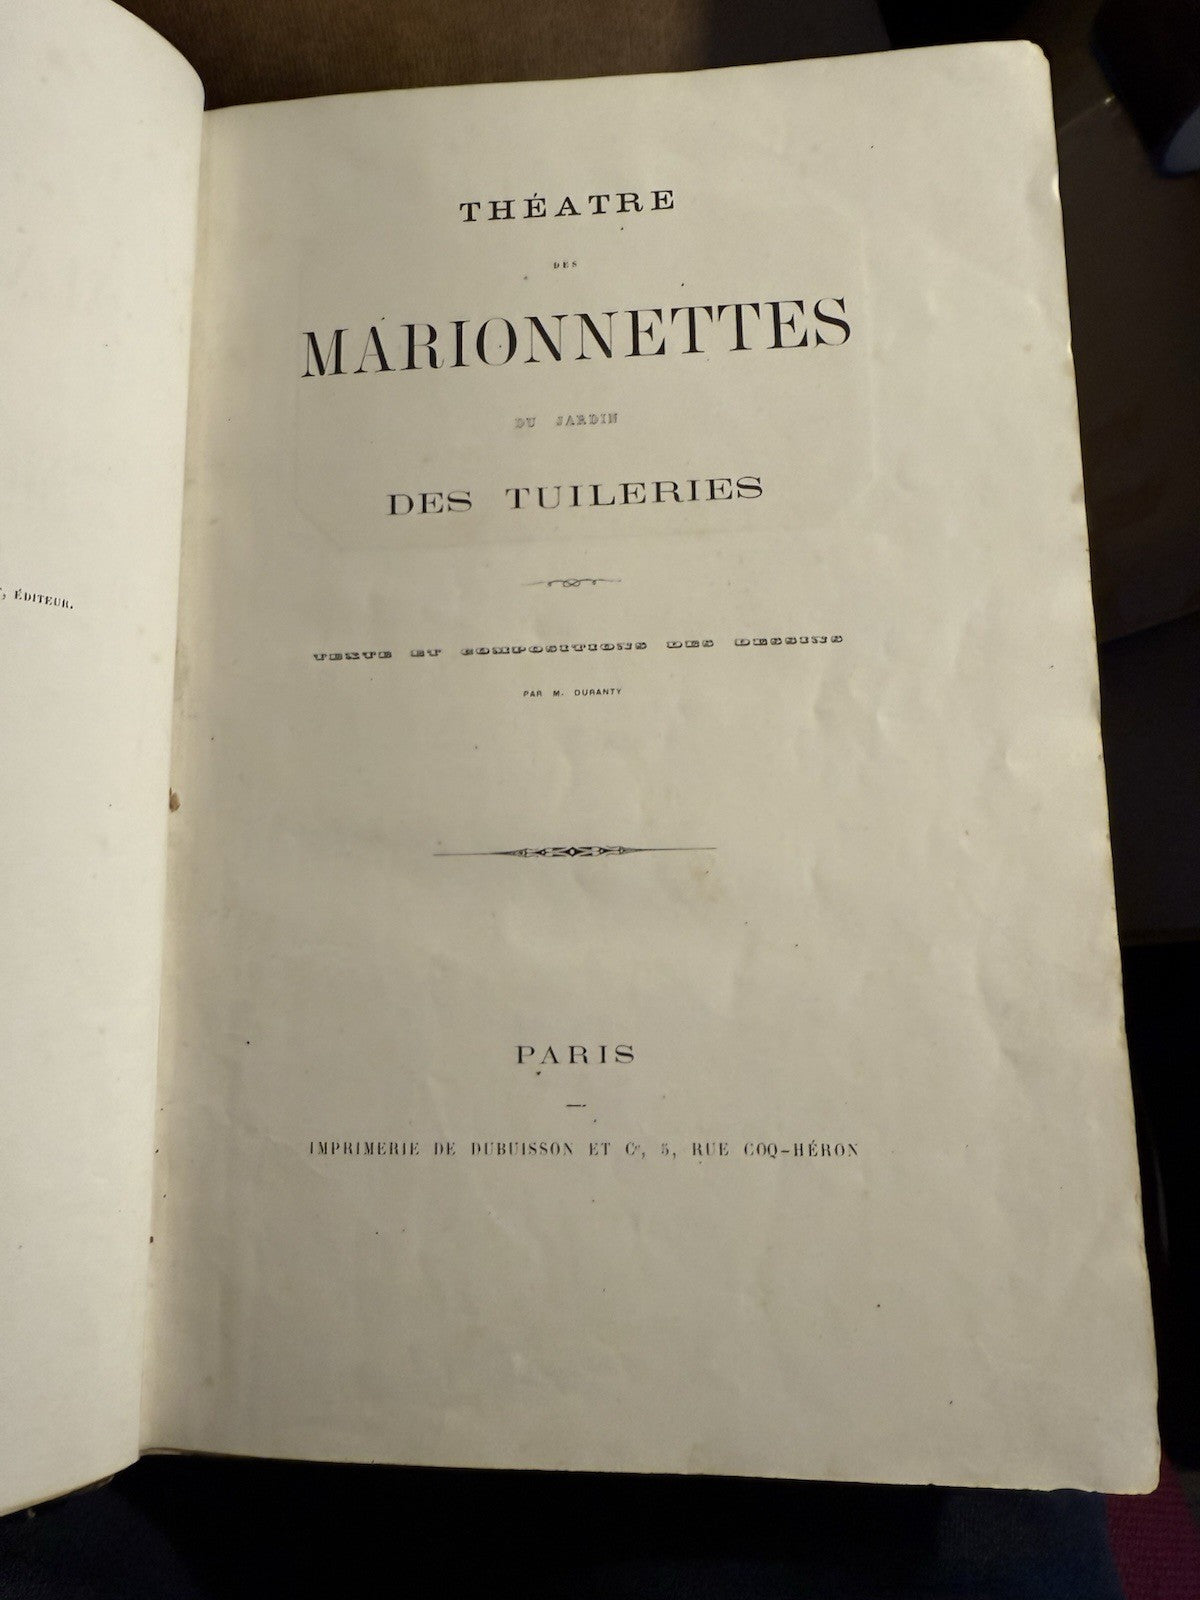 ÉDITEUR.
THÉATRE
DES
MARIONNETTES
DU JARDIN
DES TUILERIES
TEXTE ET COMPOSITIONS DES DESSINS
PAR M. DURANTY
PARIS
IMPRIMERIE DE DUBUISSON ET Ce, 5, RUE COQ-HÉRON